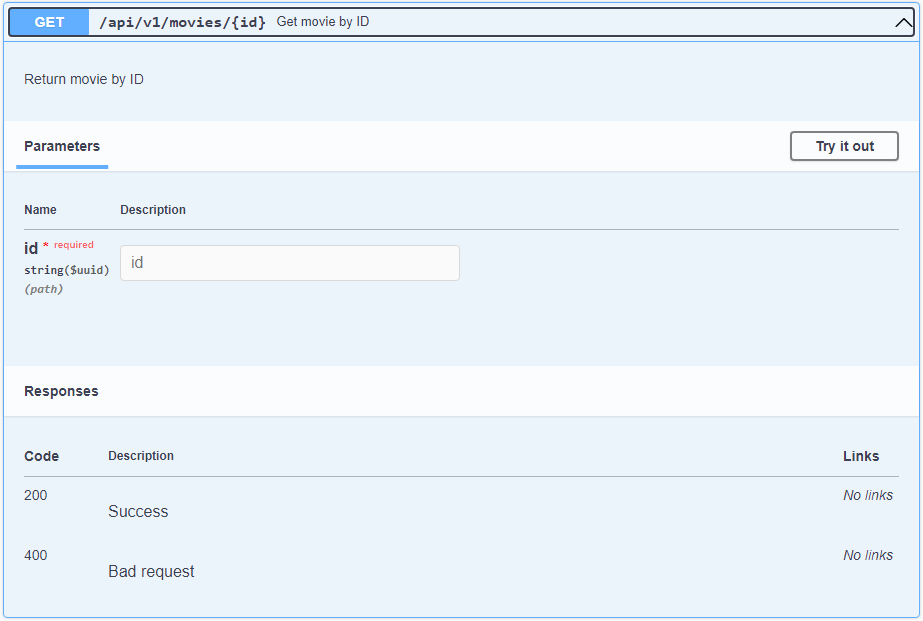 GET /api/v1/movies/{id} Get movie by ID
Return movie by ID
Parameters
Try it out
Name Description
id * required
string($uuid)
(path)
id
Responses
Code Description Links
200 No links
Success
400 No links
Bad request